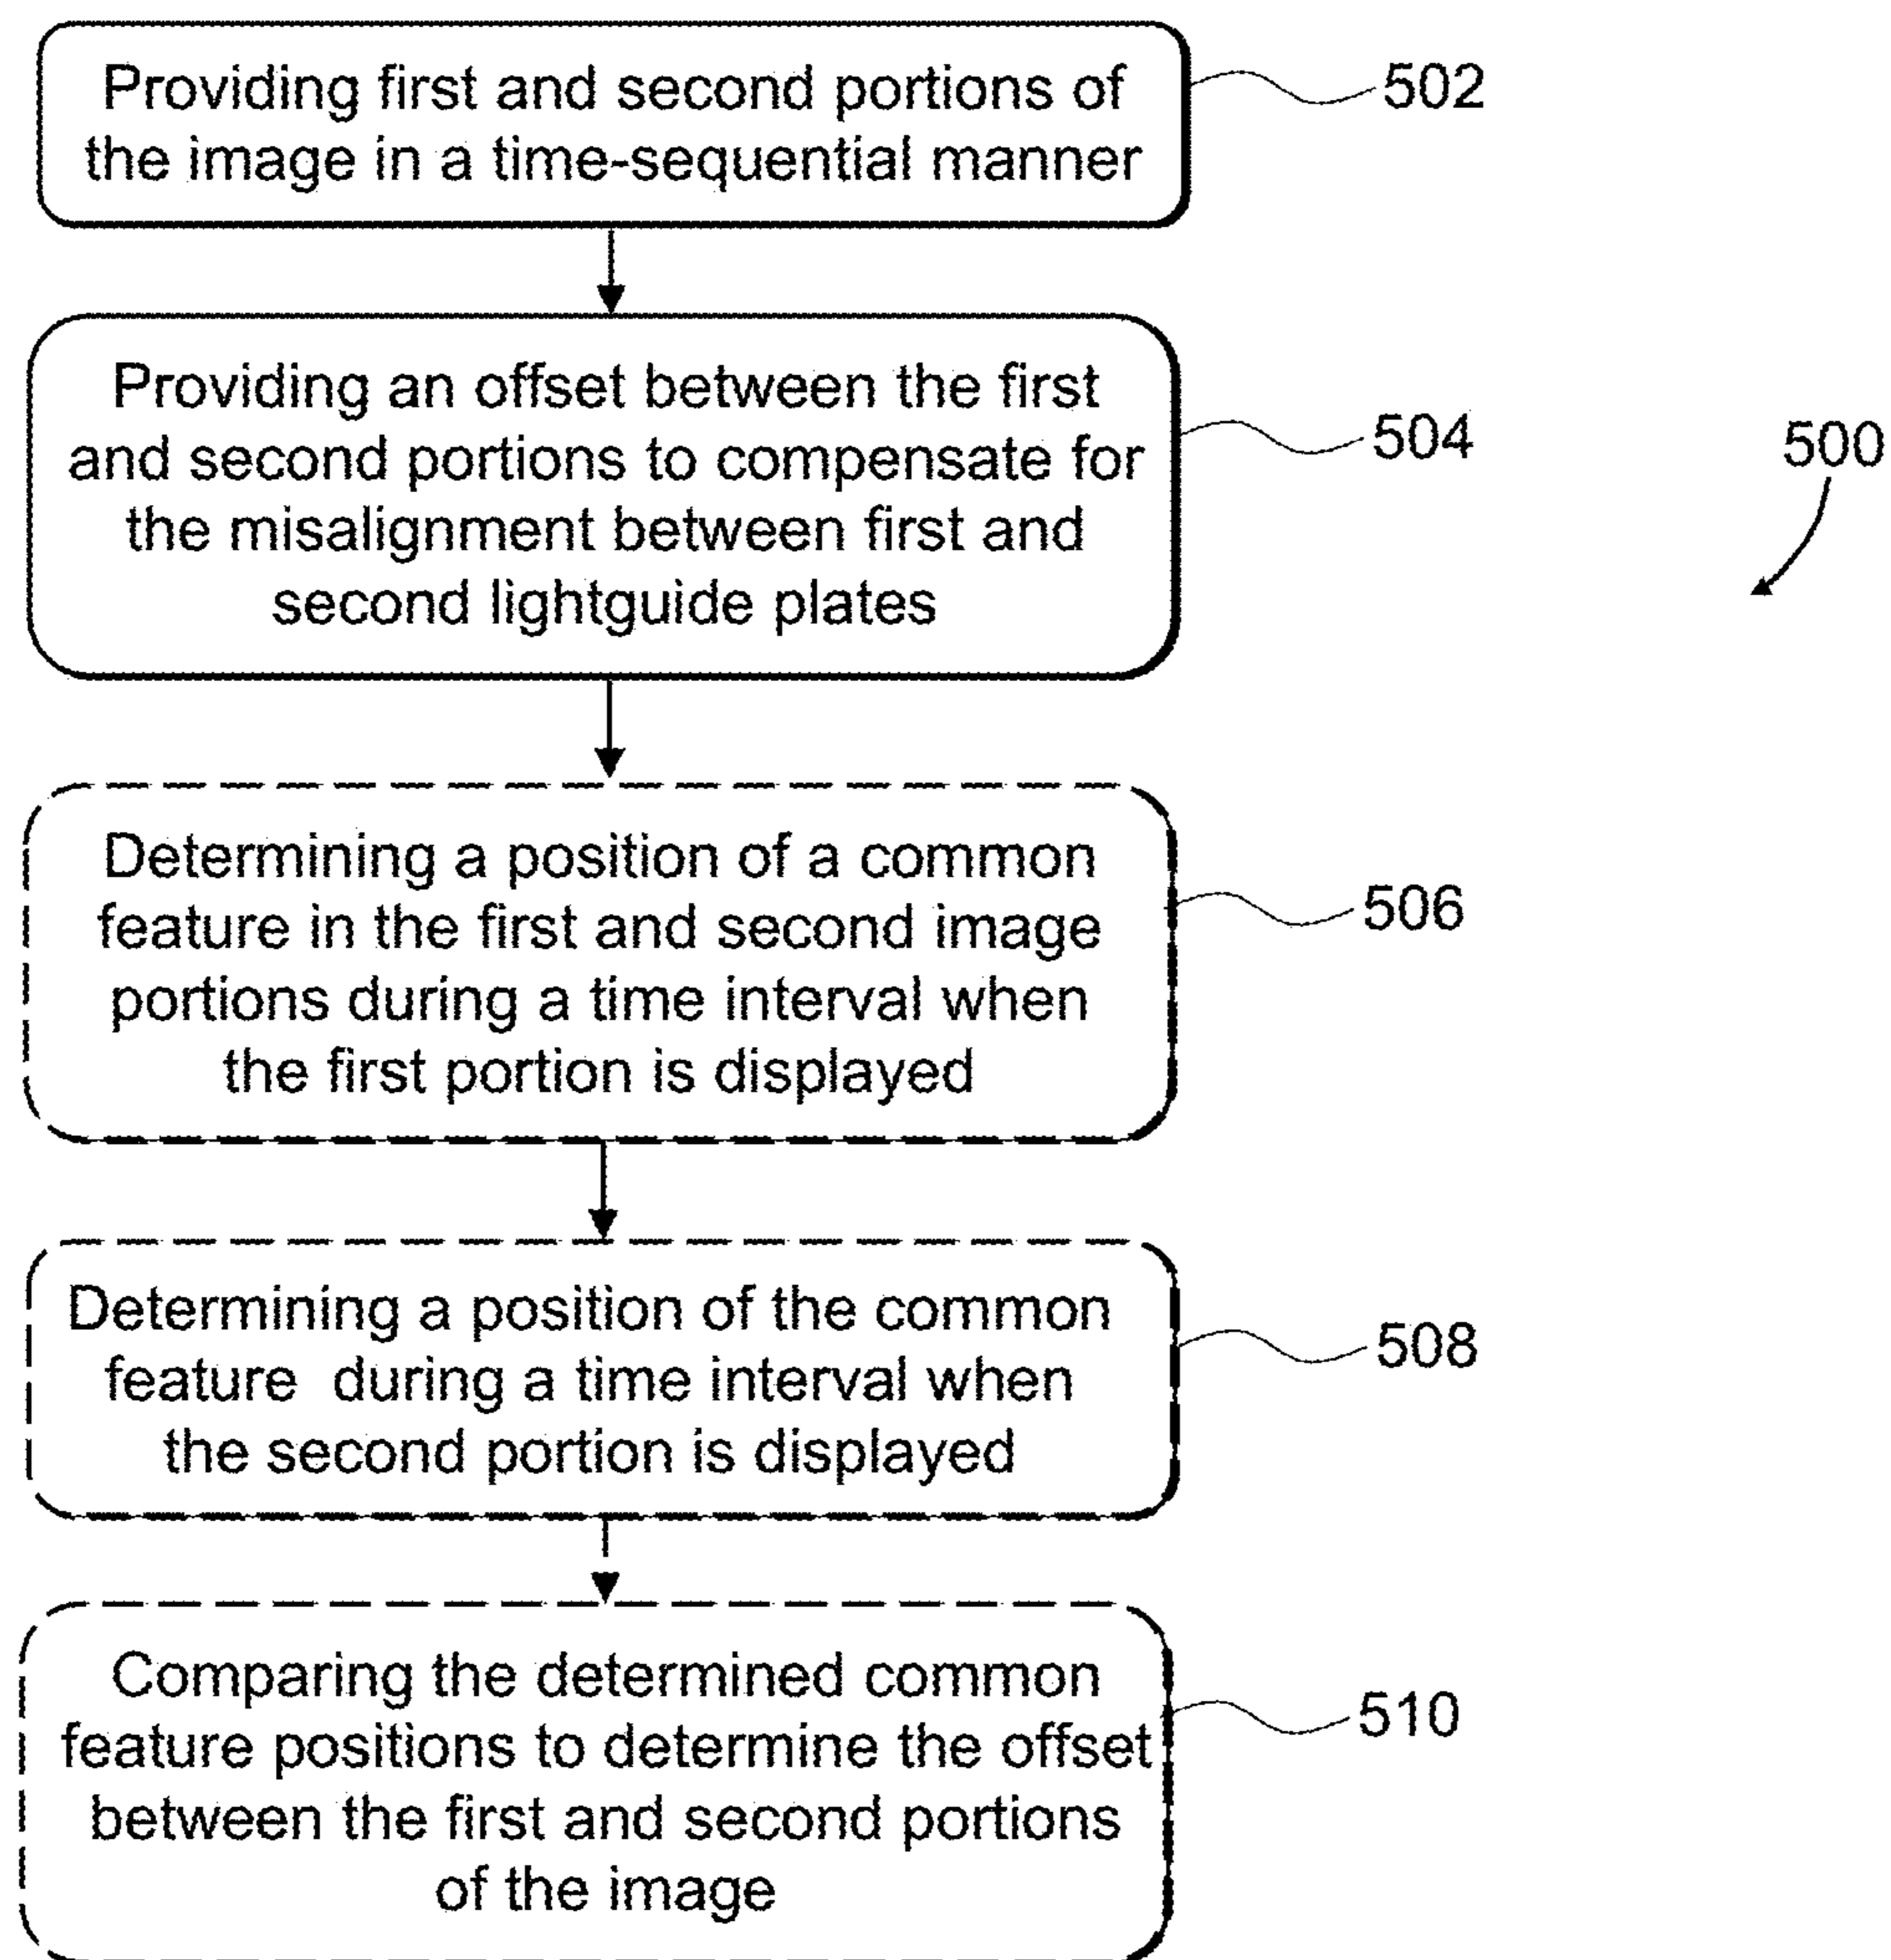 Providing first and second portions of
the image in a time-sequential manner
502
Providing an offset between the first
and second portions to compensate for
the misalignment between first and
second lightguide plates
504
500
Determining a position of a common
feature in the first and second image
portions during a time interval when
the first portion is displayed
506
Determining a position of the common
feature during a time interval when
the second portion is displayed
508
Comparing the determined common
feature positions to determine the offset
between the first and second portions
of the image
510